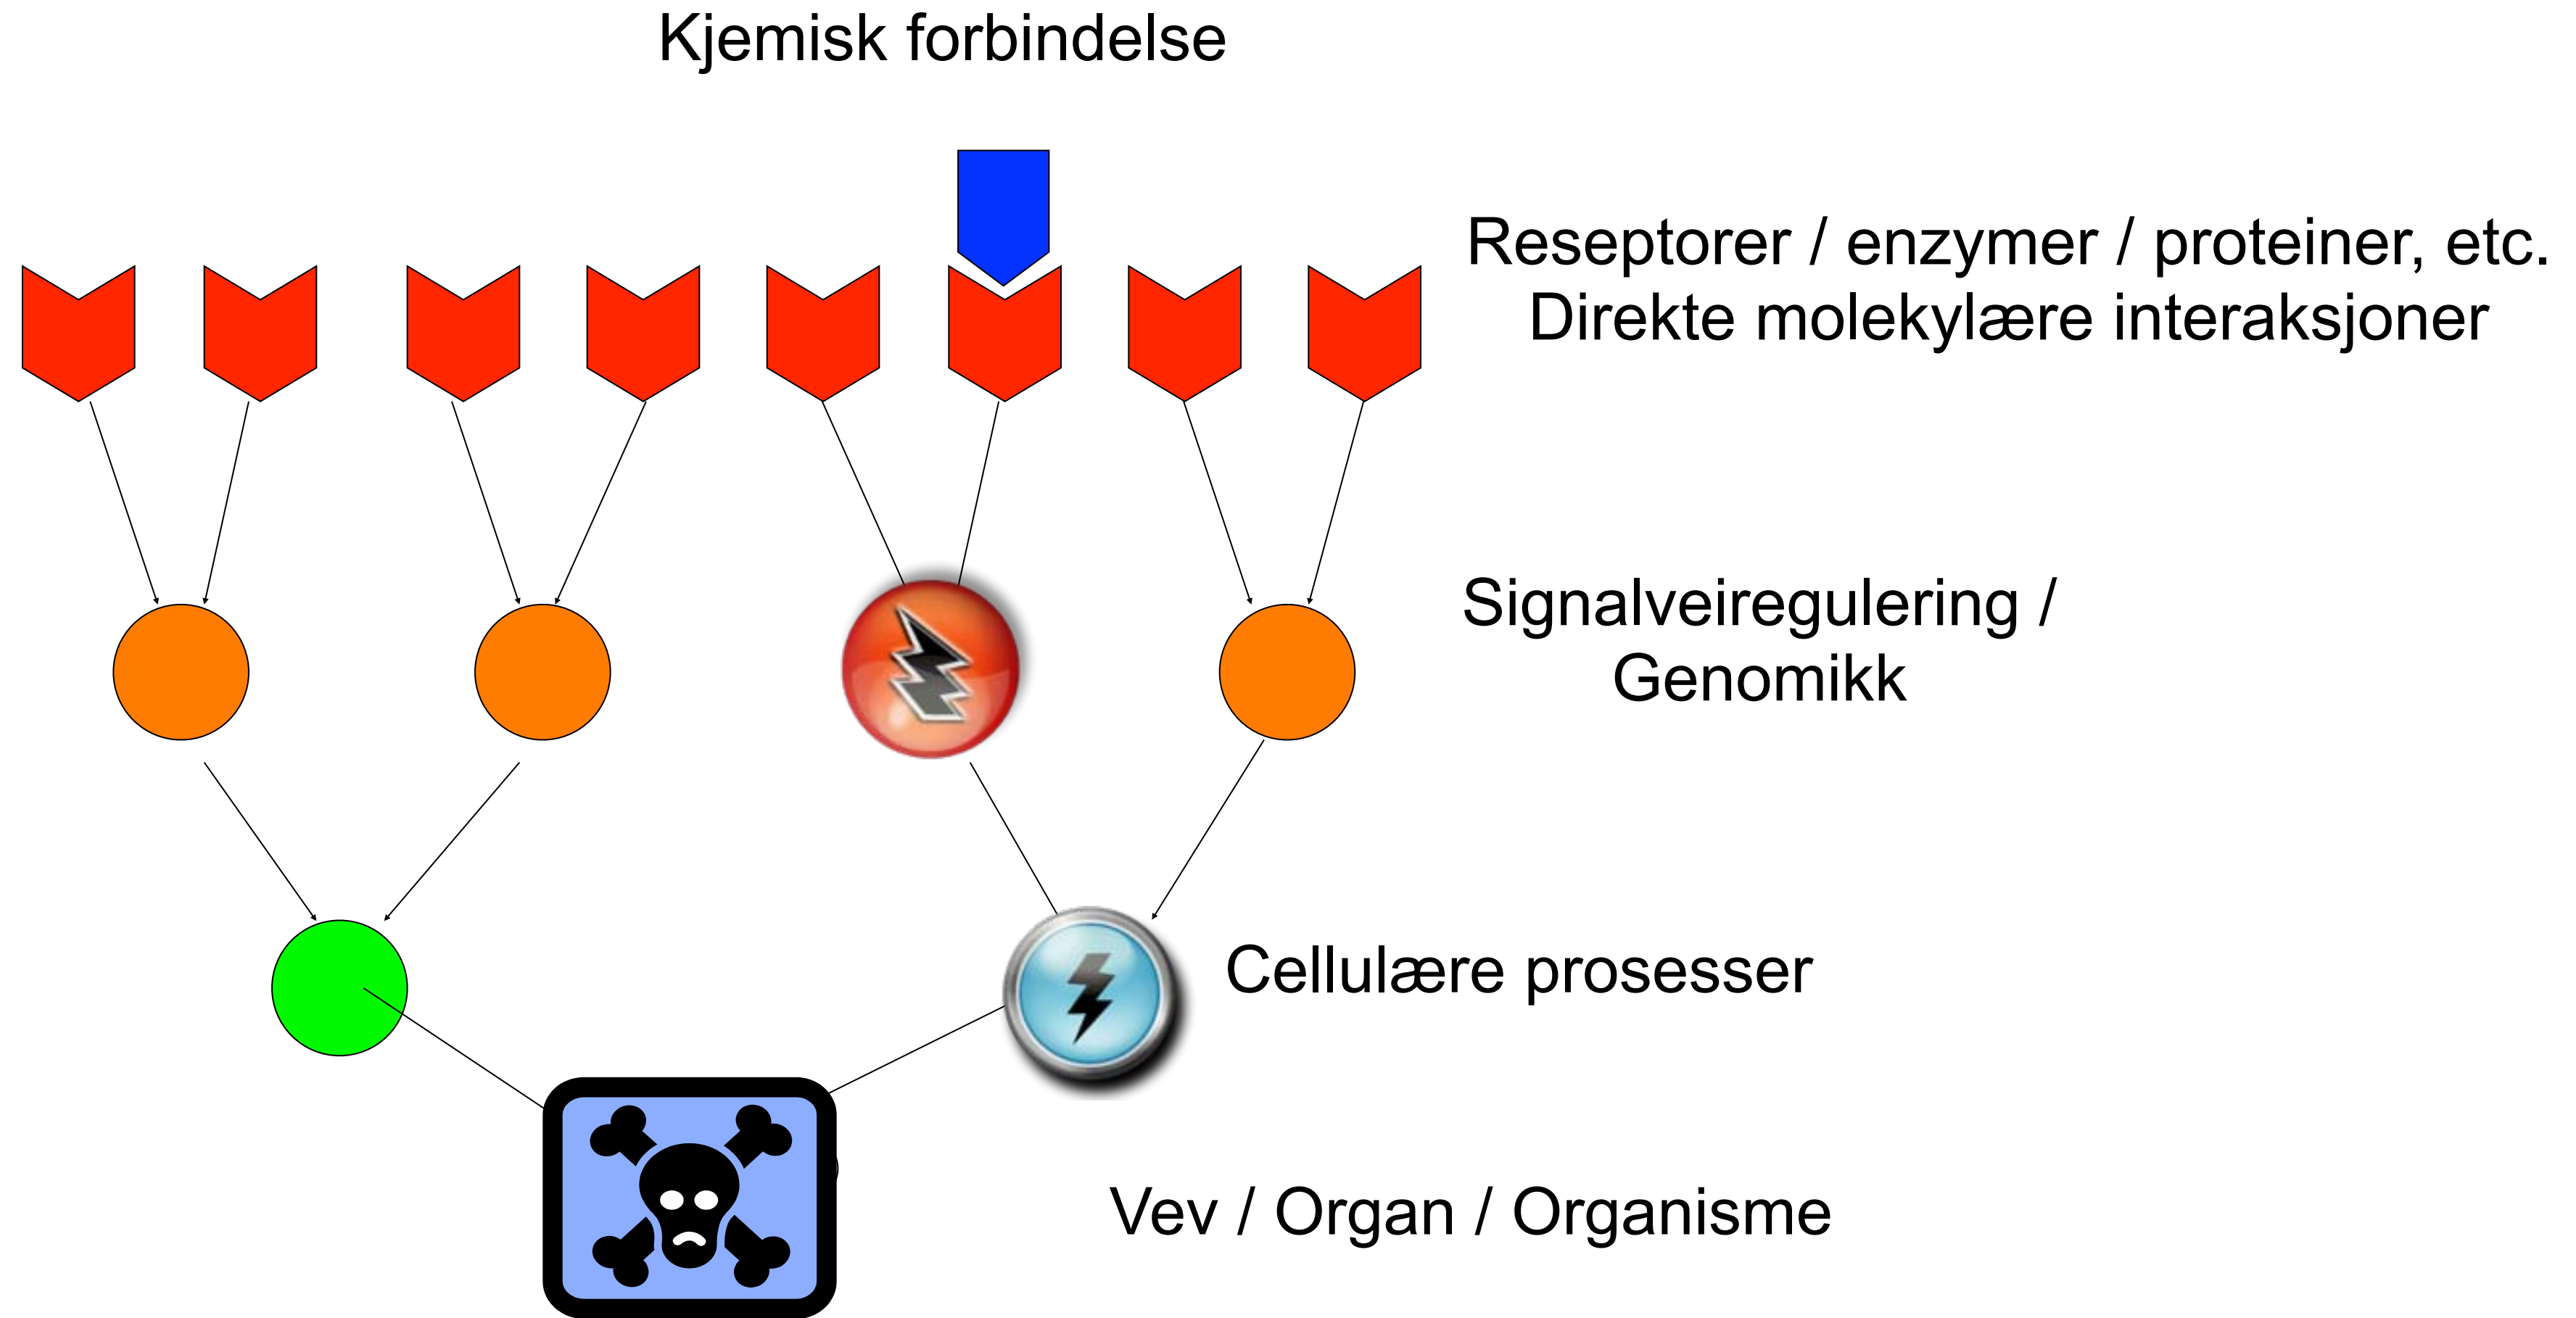 Kjemisk forbindelse
Reseptorer / enzymer / proteiner, etc.
Direkte molekylære interaksjoner
Signalveiregulering /
Genomikk
Cellulære prosesser
Vev / Organ / Organisme